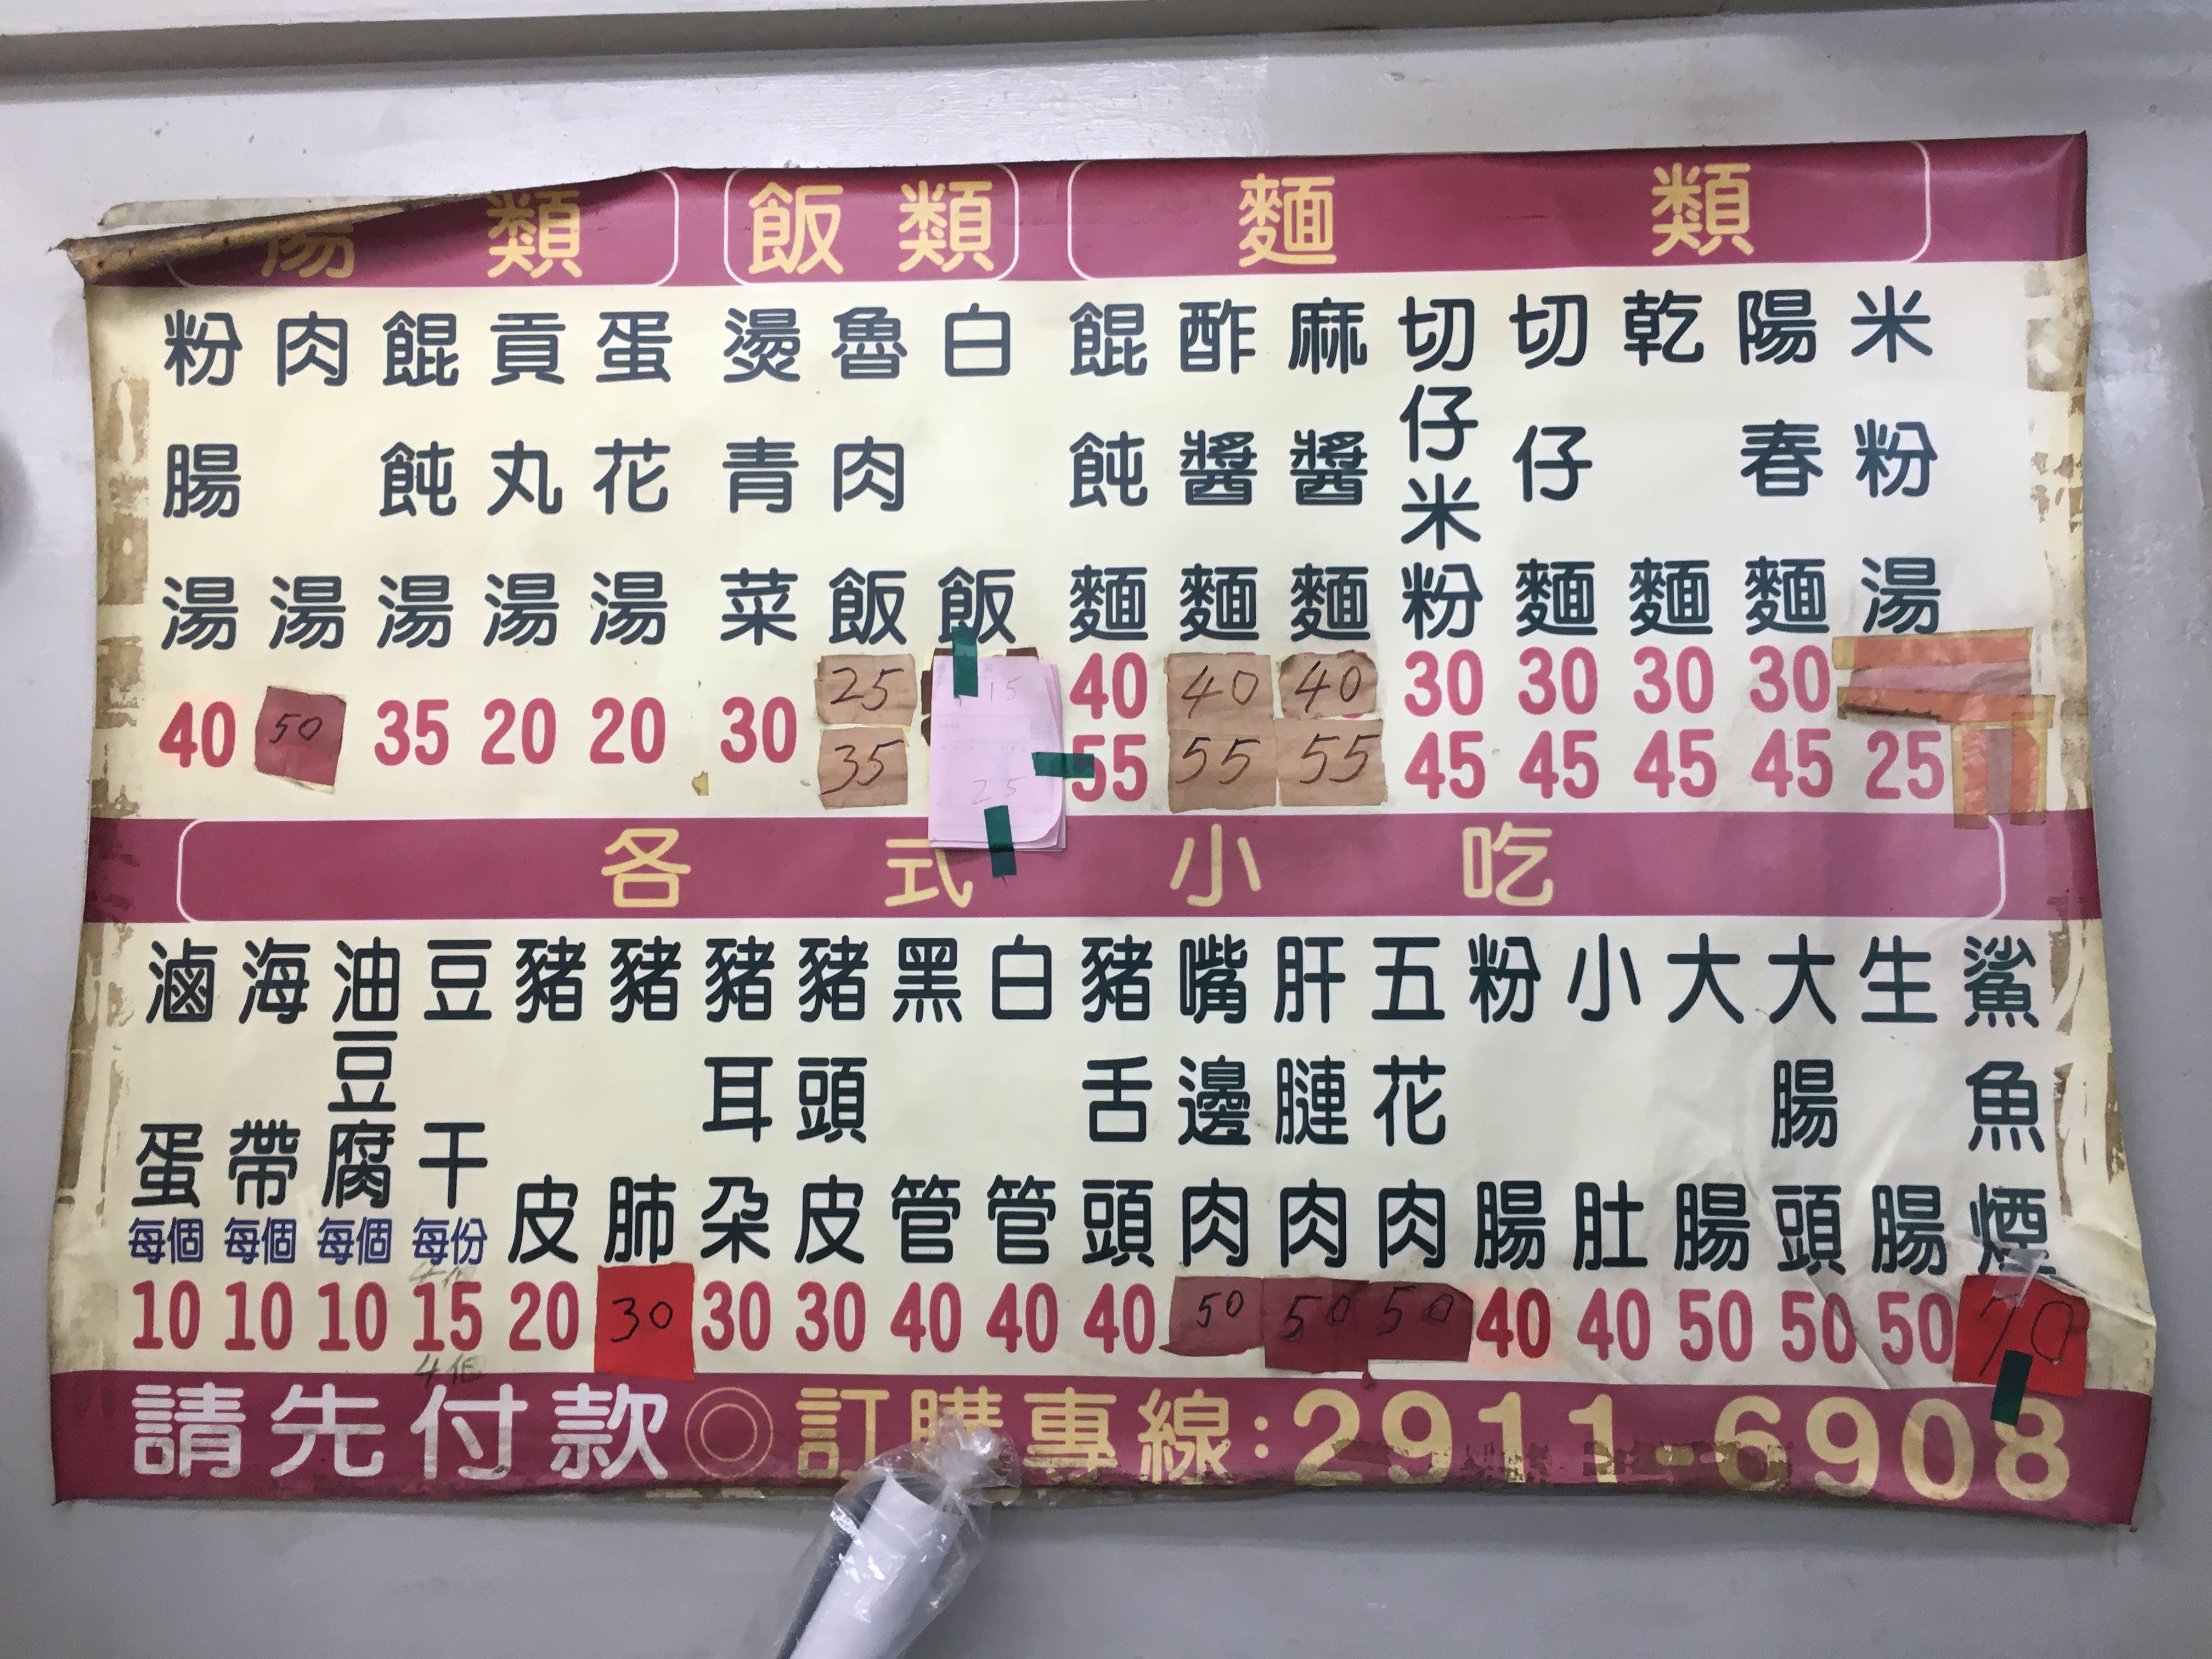 湯類
飯類
麵類
米粉湯 25
陽春麵 30 45
乾麵 30 45
切仔麵 30 45
切仔米粉 30 45
麻醬麵 40 55
酢醬麵 40 55
餛飩麵 40 55
白飯 15 25
魯肉飯 25 35
燙青菜 30
蛋花湯 20
貢丸湯 20
餛飩湯 35
肉湯 50
粉腸湯 40
各式小吃
鯊魚煙 70
生腸 50
大腸頭 50
大腸 50
小肚 40
粉腸 40
五花肉 50
肝腱肉 50
嘴邊肉 50
豬舌頭 40
白管 40
黑管 40
豬頭皮 30
豬耳朵 30
豬肺 30
豬皮 20
豆干 每份 15
油豆腐 每個 10
海帶 每個 10
滷蛋 每個 10
請先付款◎訂購專線:2911-6908